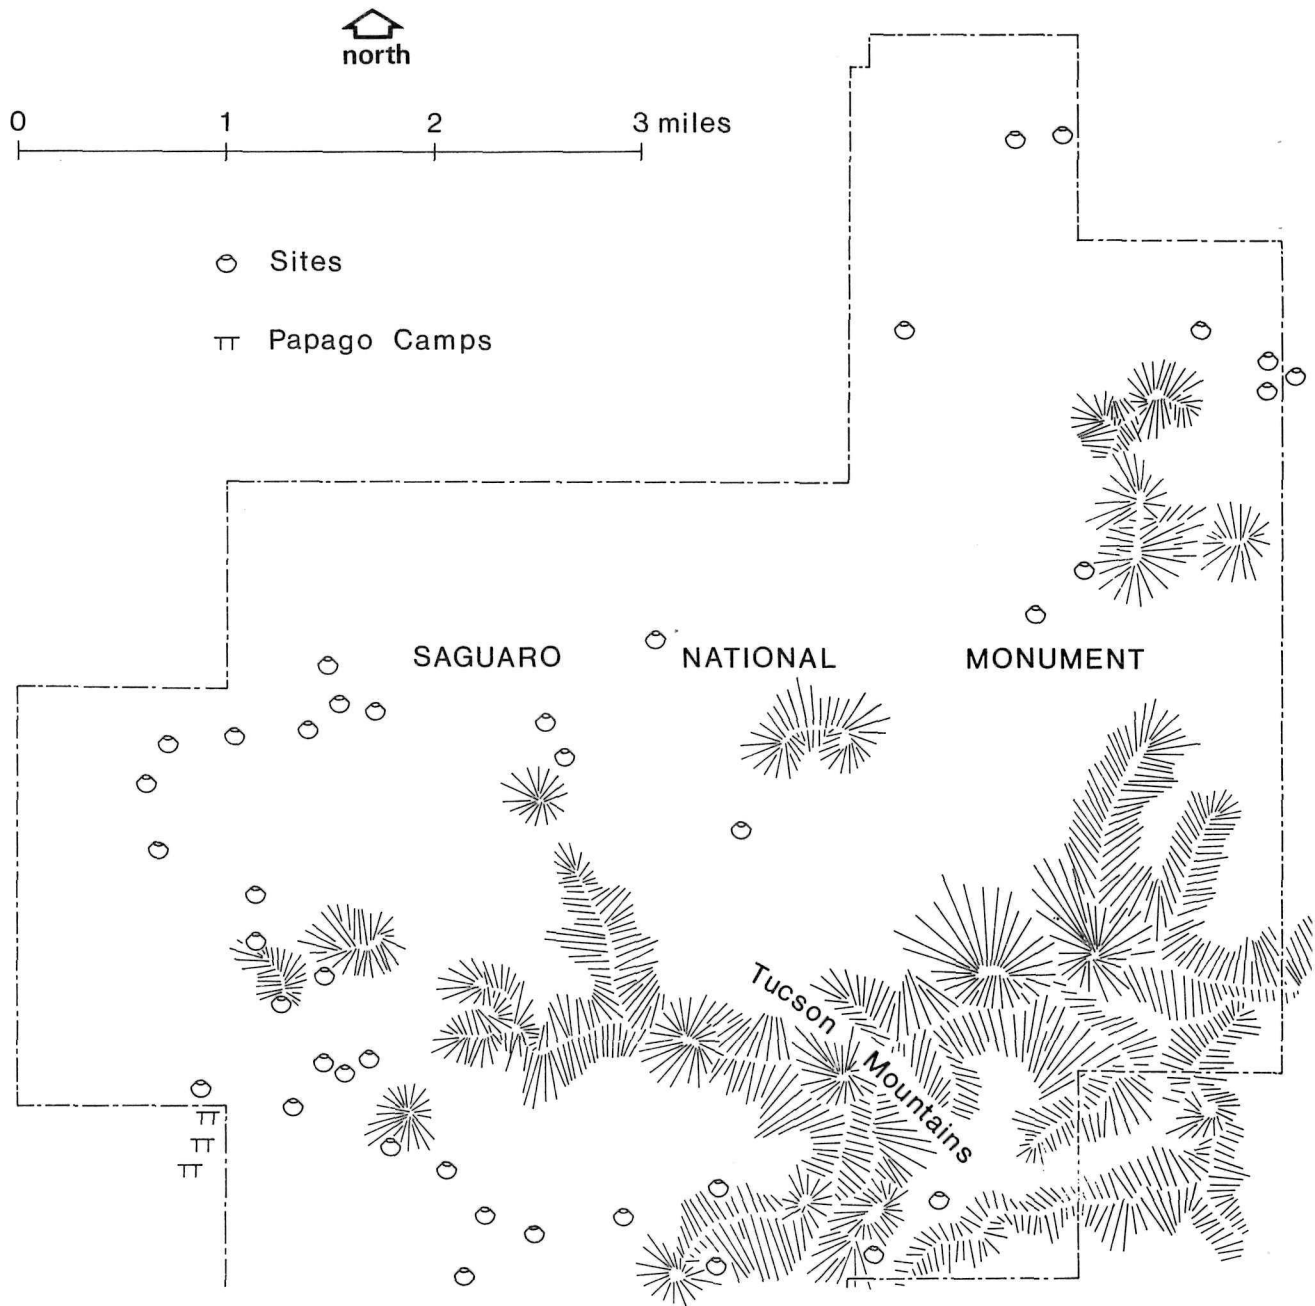 north
0 1 2 3 miles
Sites
Papago Camps
SAGUARO NATIONAL MONUMENT
Tucson
Mountains